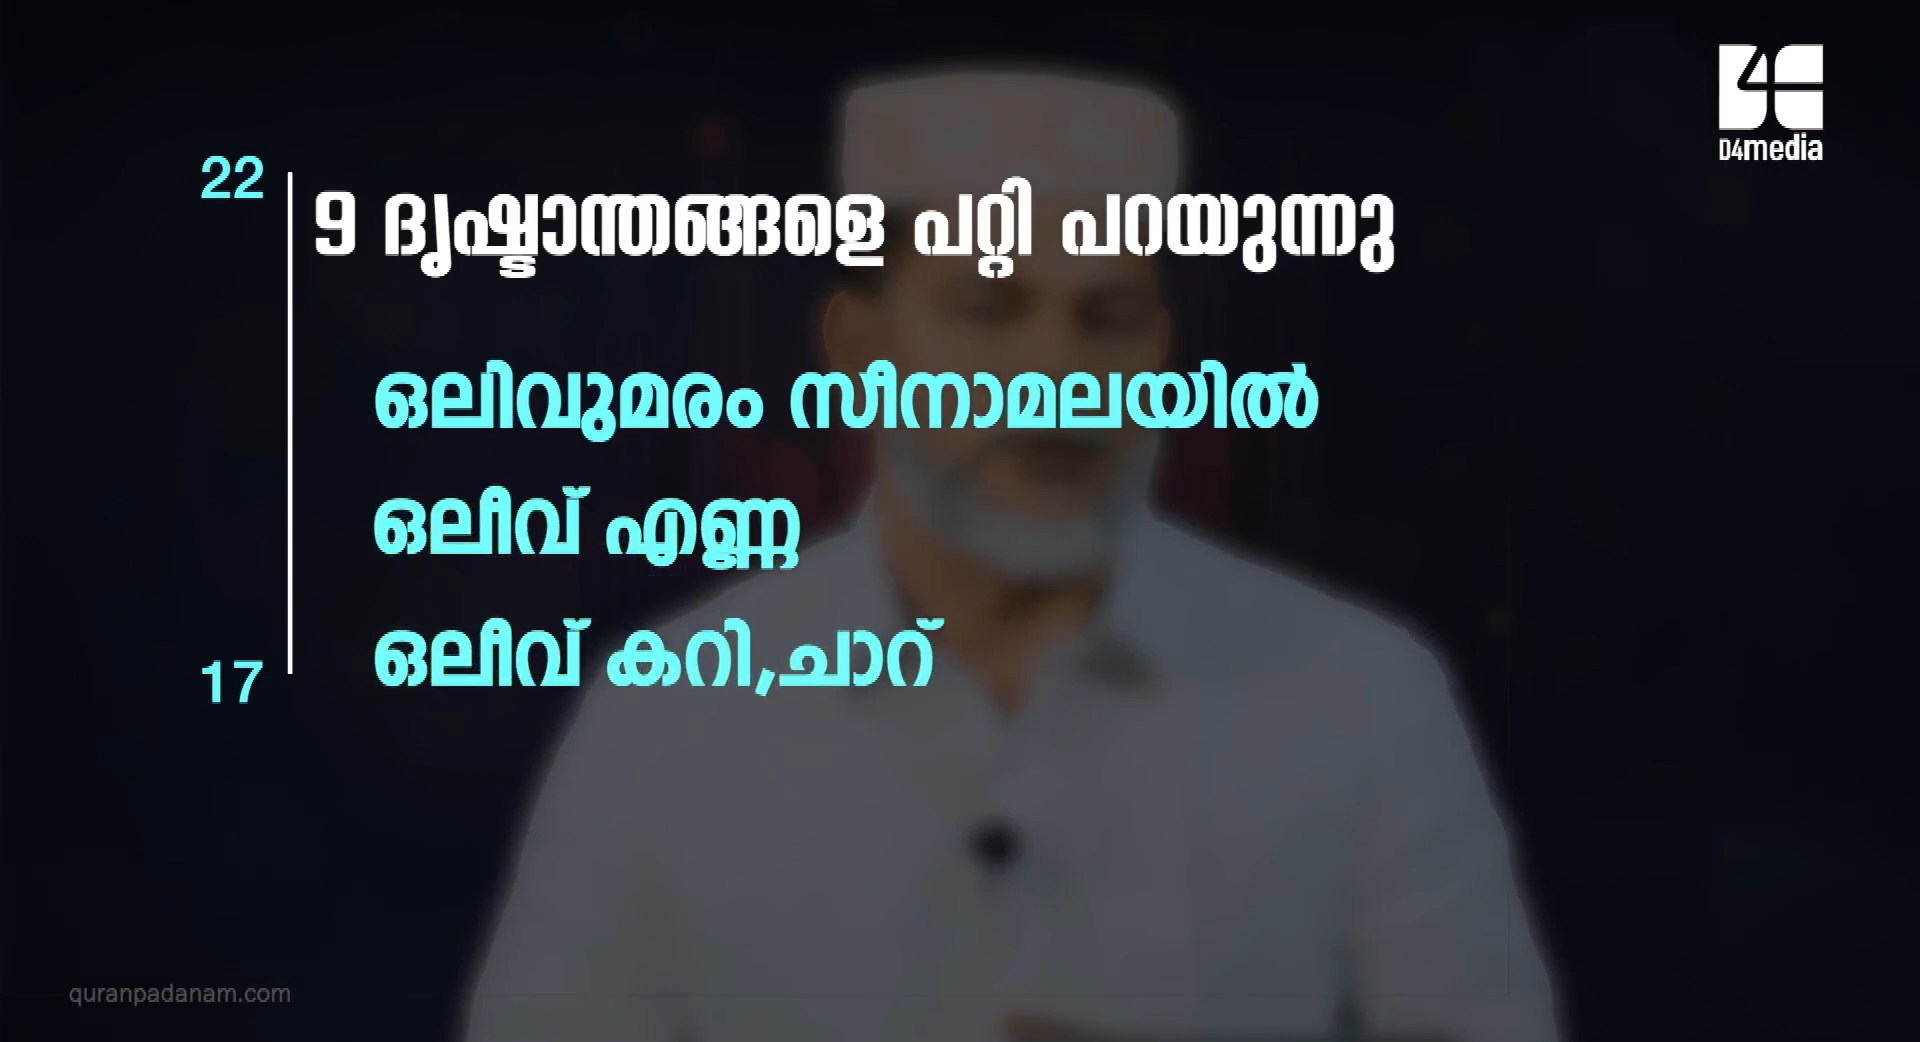 D4media
22
9 ദൃഷ്ടാന്തങ്ങളെ പറ്റി പറയുന്നു
ഒലിവുമരം സീനാമലയിൽ
ഒലീവ് എണ്ണ
ഒലീവ് കറി,ചാറ്
17
quranpadanam.com